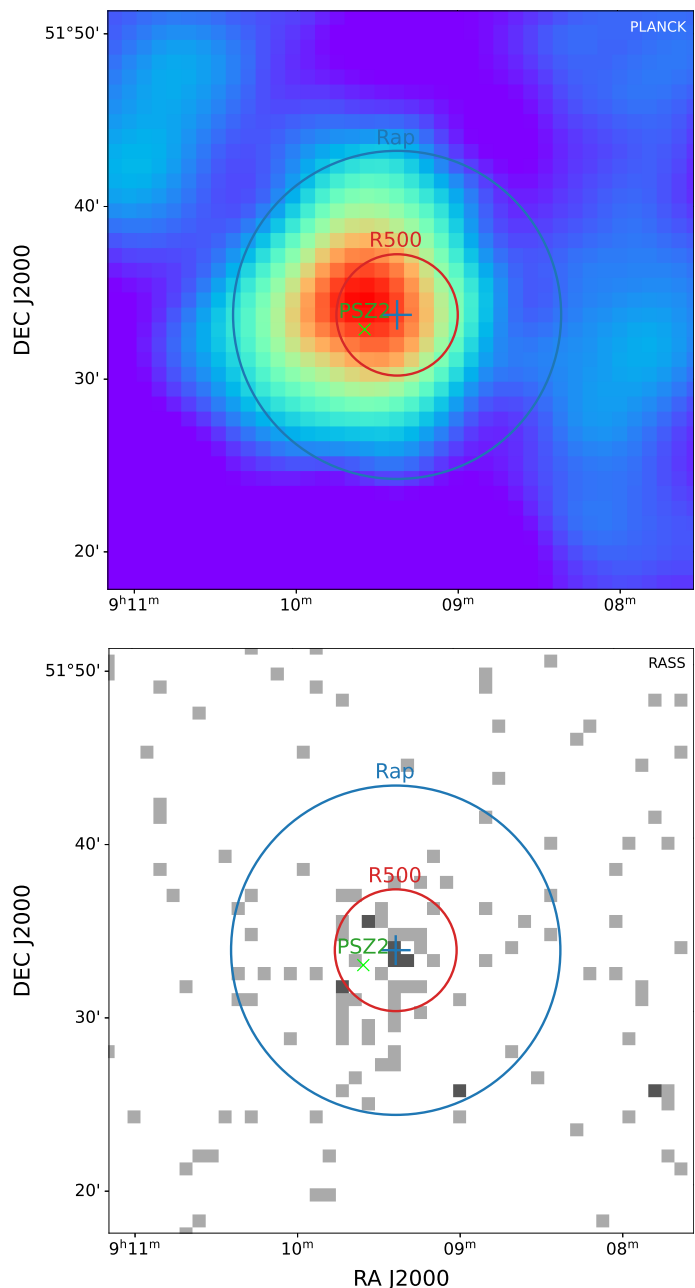 PLANCK
51°50'
40'
30'
20'
DEC J2000
Rap
R500
PSZ2
9ʰ11ᵐ
10ᵐ
09ᵐ
08ᵐ
RASS
51°50'
40'
30'
20'
DEC J2000
Rap
R500
PSZ2
9ʰ11ᵐ
10ᵐ
09ᵐ
08ᵐ
RA J2000